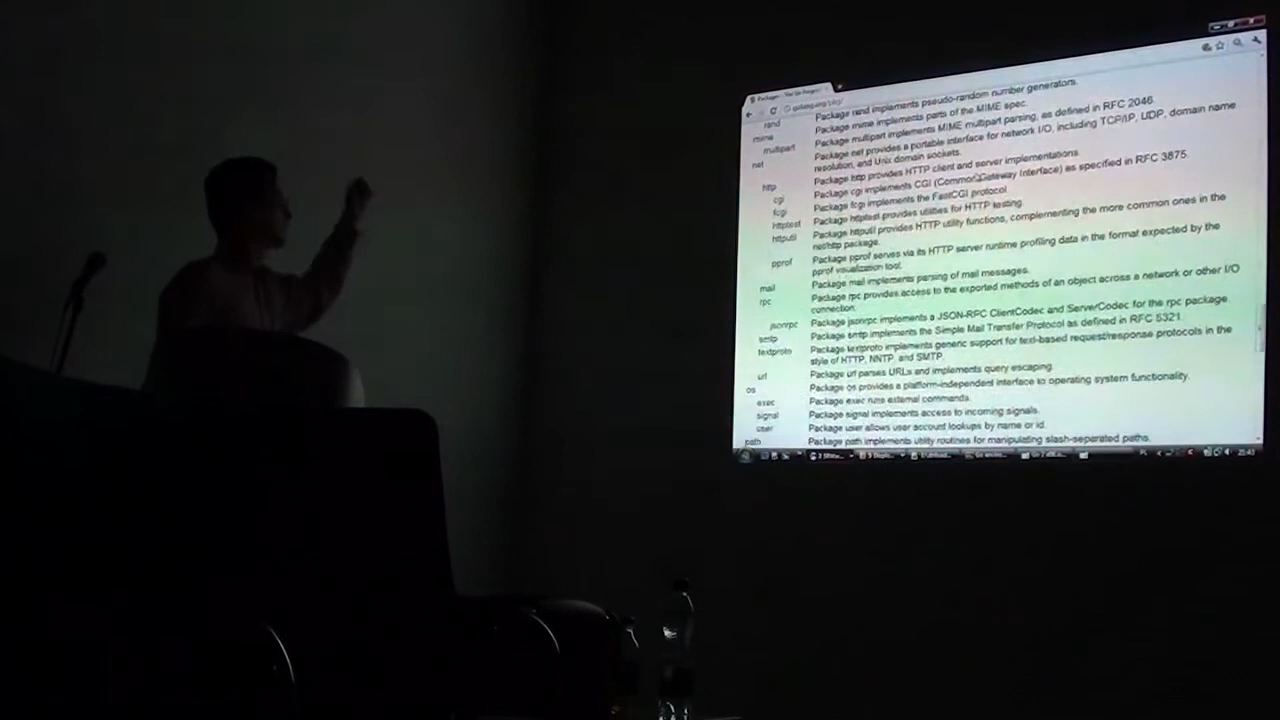 golang.org/pkg/
rand Package rand implements pseudo-random number generators.
mime Package mime implements parts of the MIME spec.
multipart Package multipart implements MIME multipart parsing, as defined in RFC 2046.
net Package net provides a portable interface for network I/O, including TCP/IP, UDP, domain name
resolution, and Unix domain sockets.
http Package http provides HTTP client and server implementations.
cgi Package cgi implements CGI (Common Gateway Interface) as specified in RFC 3875.
fcgi Package fcgi implements the FastCGI protocol.
httptest Package httptest provides utilities for HTTP testing.
httputil Package httputil provides HTTP utility functions, complementing the more common ones in the
net/http package.
pprof Package pprof serves via its HTTP server runtime profiling data in the format expected by the
pprof visualization tool.
mail Package mail implements parsing of mail messages.
rpc Package rpc provides access to the exported methods of an object across a network or other I/O
connection.
jsonrpc Package jsonrpc implements a JSON-RPC ClientCodec and ServerCodec for the rpc package.
smtp Package smtp implements the Simple Mail Transfer Protocol as defined in RFC 5321.
textproto Package textproto implements generic support for text-based request/response protocols in the
style of HTTP, NNTP, and SMTP.
url Package url parses URLs and implements query escaping.
os Package os provides a platform-independent interface to operating system functionality.
exec Package exec runs external commands.
signal Package signal implements access to incoming signals.
user Package user allows user account lookups by name or id.
path Package path implements utility routines for manipulating slash-separated paths.